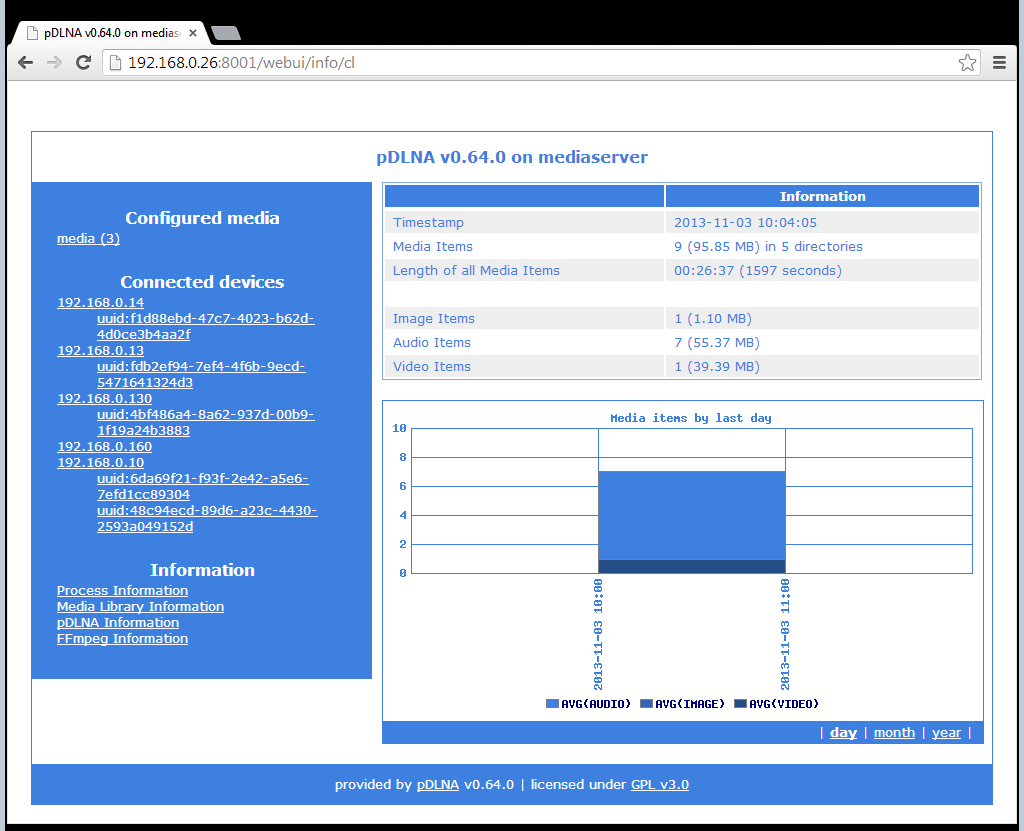 pDLNA v0.64.0 on medias
192.168.0.26:8001/webui/info/cl
pDLNA v0.64.0 on mediaserver
Configured media
media (3)
Connected devices
192.168.0.14
uuid:f1d88ebd-47c7-4023-b62d-
4d0ce3b4aa2f
192.168.0.13
uuid:fdb2ef94-7ef4-4f6b-9ecd-
5471641324d3
192.168.0.130
uuid:4bf486a4-8a62-937d-00b9-
1f19a24b3883
192.168.0.160
192.168.0.10
uuid:6da69f21-f93f-2e42-a5e6-
7efd1cc89304
uuid:48c94ecd-89d6-a23c-4430-
2593a049152d
Information
Process Information
Media Library Information
pDLNA Information
FFmpeg Information
Information
Timestamp 2013-11-03 10:04:05
Media Items 9 (95.85 MB) in 5 directories
Length of all Media Items 00:26:37 (1597 seconds)
Image Items 1 (1.10 MB)
Audio Items 7 (55.37 MB)
Video Items 1 (39.39 MB)
Media items by last day
10
8
6
4
2
0
2013-11-03 10:00
2013-11-03 11:00
AVG(AUDIO) AVG(IMAGE) AVG(VIDEO)
| day | month | year |
provided by pDLNA v0.64.0 | licensed under GPL v3.0